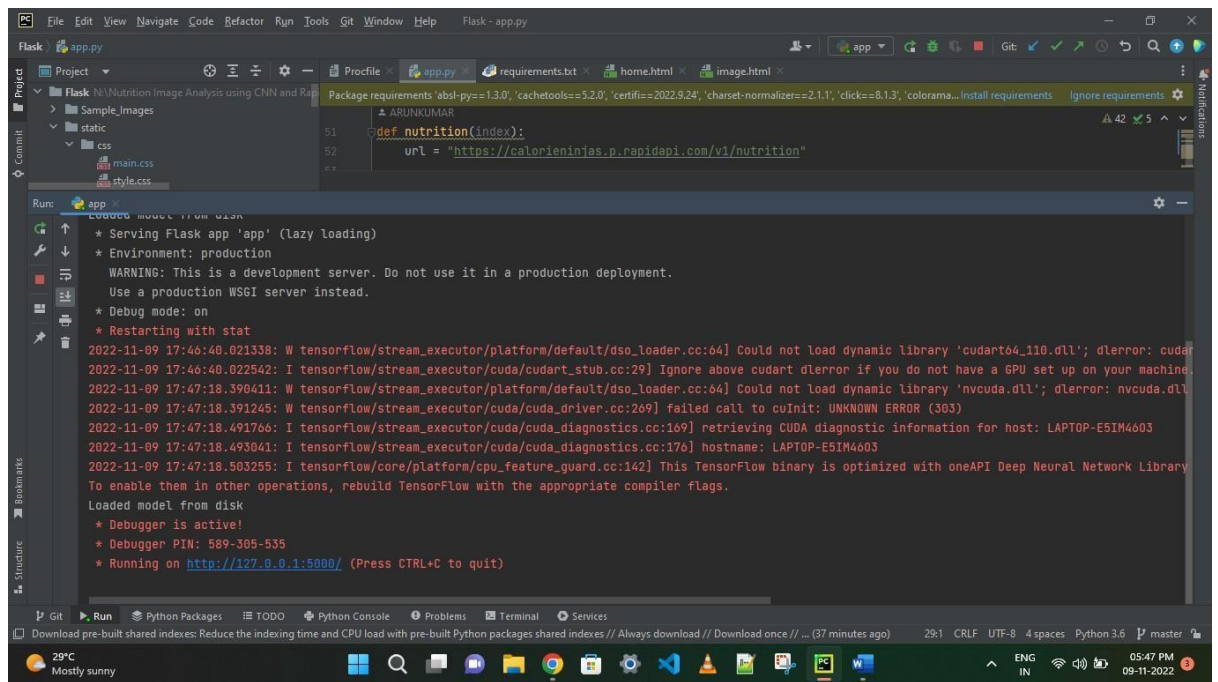 PC File Edit View Navigate Code Refactor Run Tools Git Window Help Flask - app.py
Flask app.py app Git:
Project Procfile app.py requirements.txt home.html image.html
Flask N:\Nutrition Image Analysis using CNN and Rap
Package requirements 'absl-py==1.3.0', 'cachetools==5.2.0', 'certifi==2022.9.24', 'charset-normalizer==2.1.1', 'click==8.1.3', 'colorama... Install requirements Ignore requirements
Sample_Images
static
css
main.css
style.css
ARUNKUMAR
42 5
51 def nutrition(index):
52 url = "https://calorieninjas.p.rapidapi.com/v1/nutrition"
Project
Commit
Bookmarks
Structure
Notifications
Run: app
Loaded model from disk
* Serving Flask app 'app' (lazy loading)
* Environment: production
WARNING: This is a development server. Do not use it in a production deployment.
Use a production WSGI server instead.
* Debug mode: on
* Restarting with stat
2022-11-09 17:46:40.021338: W tensorflow/stream_executor/platform/default/dso_loader.cc:64] Could not load dynamic library 'cudart64_110.dll'; dlerror: cudar
2022-11-09 17:46:40.022542: I tensorflow/stream_executor/cuda/cudart_stub.cc:29] Ignore above cudart dlerror if you do not have a GPU set up on your machine.
2022-11-09 17:47:18.390411: W tensorflow/stream_executor/platform/default/dso_loader.cc:64] Could not load dynamic library 'nvcuda.dll'; dlerror: nvcuda.dll
2022-11-09 17:47:18.391245: W tensorflow/stream_executor/cuda/cuda_driver.cc:269] failed call to cuInit: UNKNOWN ERROR (303)
2022-11-09 17:47:18.491766: I tensorflow/stream_executor/cuda/cuda_diagnostics.cc:169] retrieving CUDA diagnostic information for host: LAPTOP-E5IM46O3
2022-11-09 17:47:18.493041: I tensorflow/stream_executor/cuda/cuda_diagnostics.cc:176] hostname: LAPTOP-E5IM46O3
2022-11-09 17:47:18.503255: I tensorflow/core/platform/cpu_feature_guard.cc:142] This TensorFlow binary is optimized with oneAPI Deep Neural Network Library
To enable them in other operations, rebuild TensorFlow with the appropriate compiler flags.
Loaded model from disk
* Debugger is active!
* Debugger PIN: 589-305-535
* Running on http://127.0.0.1:5000/ (Press CTRL+C to quit)
Git Run Python Packages TODO Python Console Problems Terminal Services
Download pre-built shared indexes: Reduce the indexing time and CPU load with pre-built Python packages shared indexes // Always download // Download once // ... (37 minutes ago) 29:1 CRLF UTF-8 4 spaces Python 3.6 master
29°C
Mostly sunny
ENG
IN
05:47 PM
09-11-2022
3